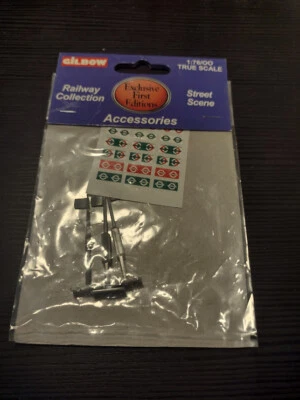 GILBOW
1:76/OO
TRUE SCALE
Railway
Collection
Exclusive
First
Editions
Street
Scene
Accessories